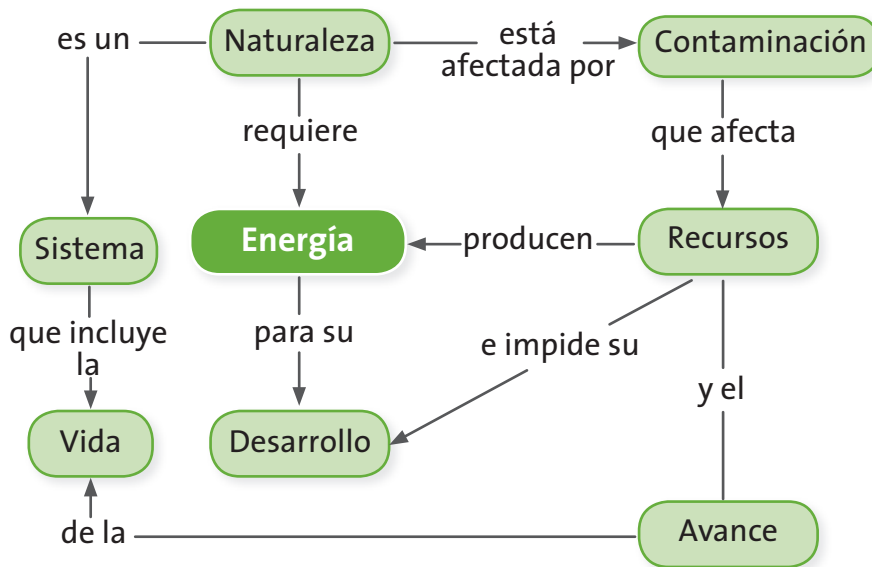 es un
Naturaleza
está
afectada por
Contaminación
requiere
que afecta
Sistema
Energía
producen
Recursos
que incluye
la
para su
e impide su
y el
Vida
Desarrollo
de la
Avance